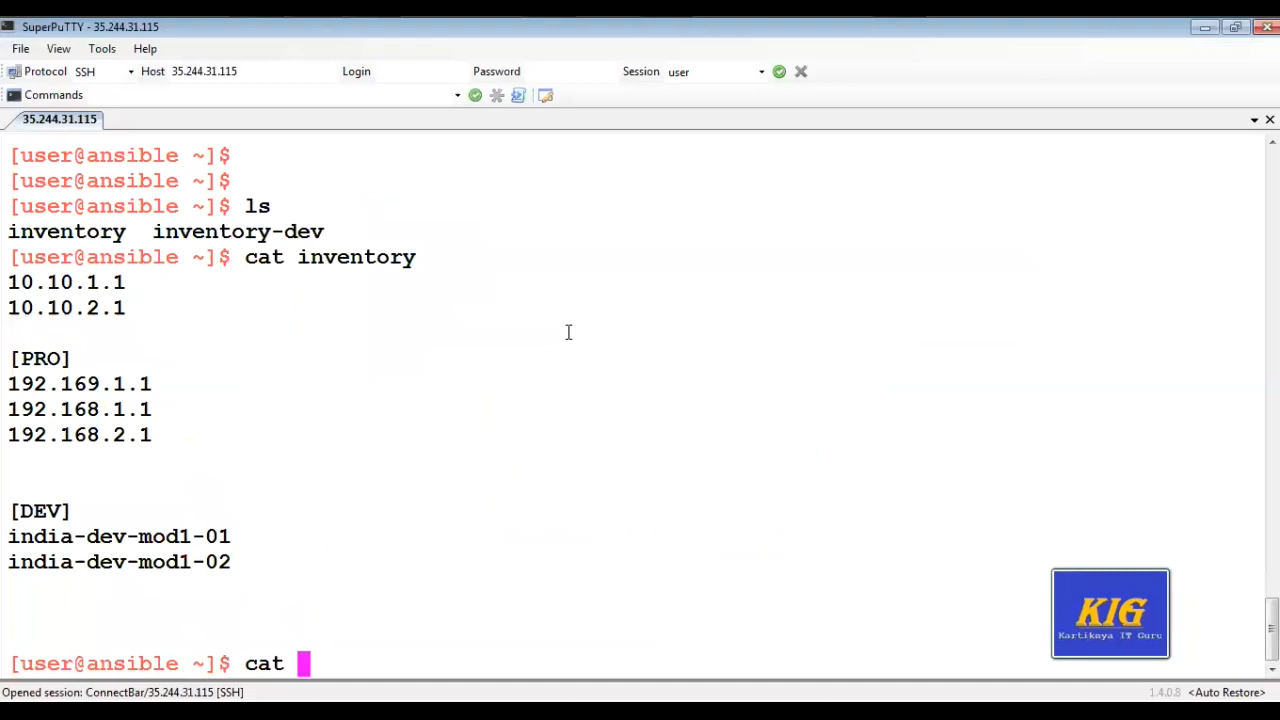 SuperPuTTY - 35.244.31.115
File View Tools Help
Protocol SSH Host 35.244.31.115 Login Password Session user
Commands
35.244.31.115
[user@ansible ~]$
[user@ansible ~]$
[user@ansible ~]$ ls
inventory inventory-dev
[user@ansible ~]$ cat inventory
10.10.1.1
10.10.2.1
[PRO]
192.169.1.1
192.168.1.1
192.168.2.1
[DEV]
india-dev-mod1-01
india-dev-mod1-02
KIG
Kartikeya IT Guru
[user@ansible ~]$ cat
Opened session: ConnectBar/35.244.31.115 [SSH] 1.4.0.8 <Auto Restore>